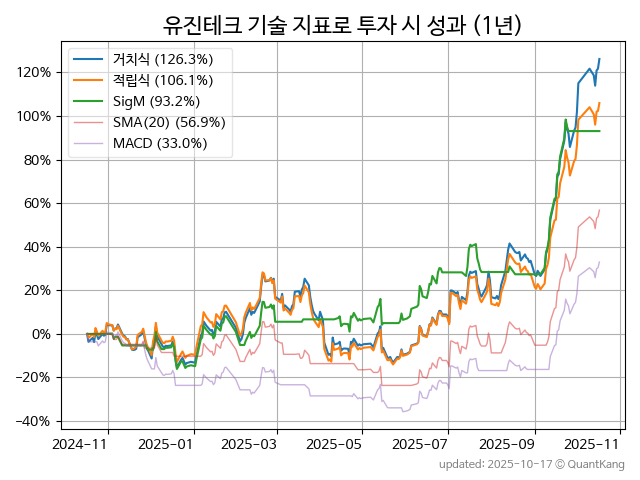 유진테크 기술 지표로 투자 시 성과 (1년)
거치식 (126.3%)
적립식 (106.1%)
SigM (93.2%)
SMA(20) (56.9%)
MACD (33.0%)
120%
100%
80%
60%
40%
20%
0%
−20%
−40%
2024-11
2025-01
2025-03
2025-05
2025-07
2025-09
2025-11
updated: 2025-10-17 © QuantKang